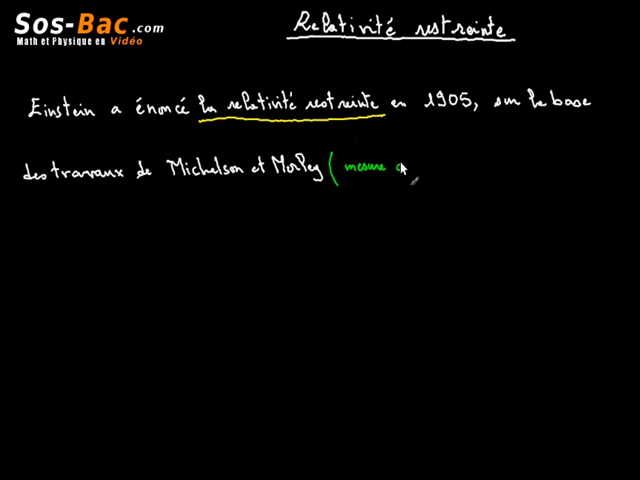 Sos-Bac.com
Math et Physique en Vidéo
Relativité restreinte
Einstein a énoncé la relativité restreinte en 1905, sur la base
des travaux de Michelson et Morley ( mesure